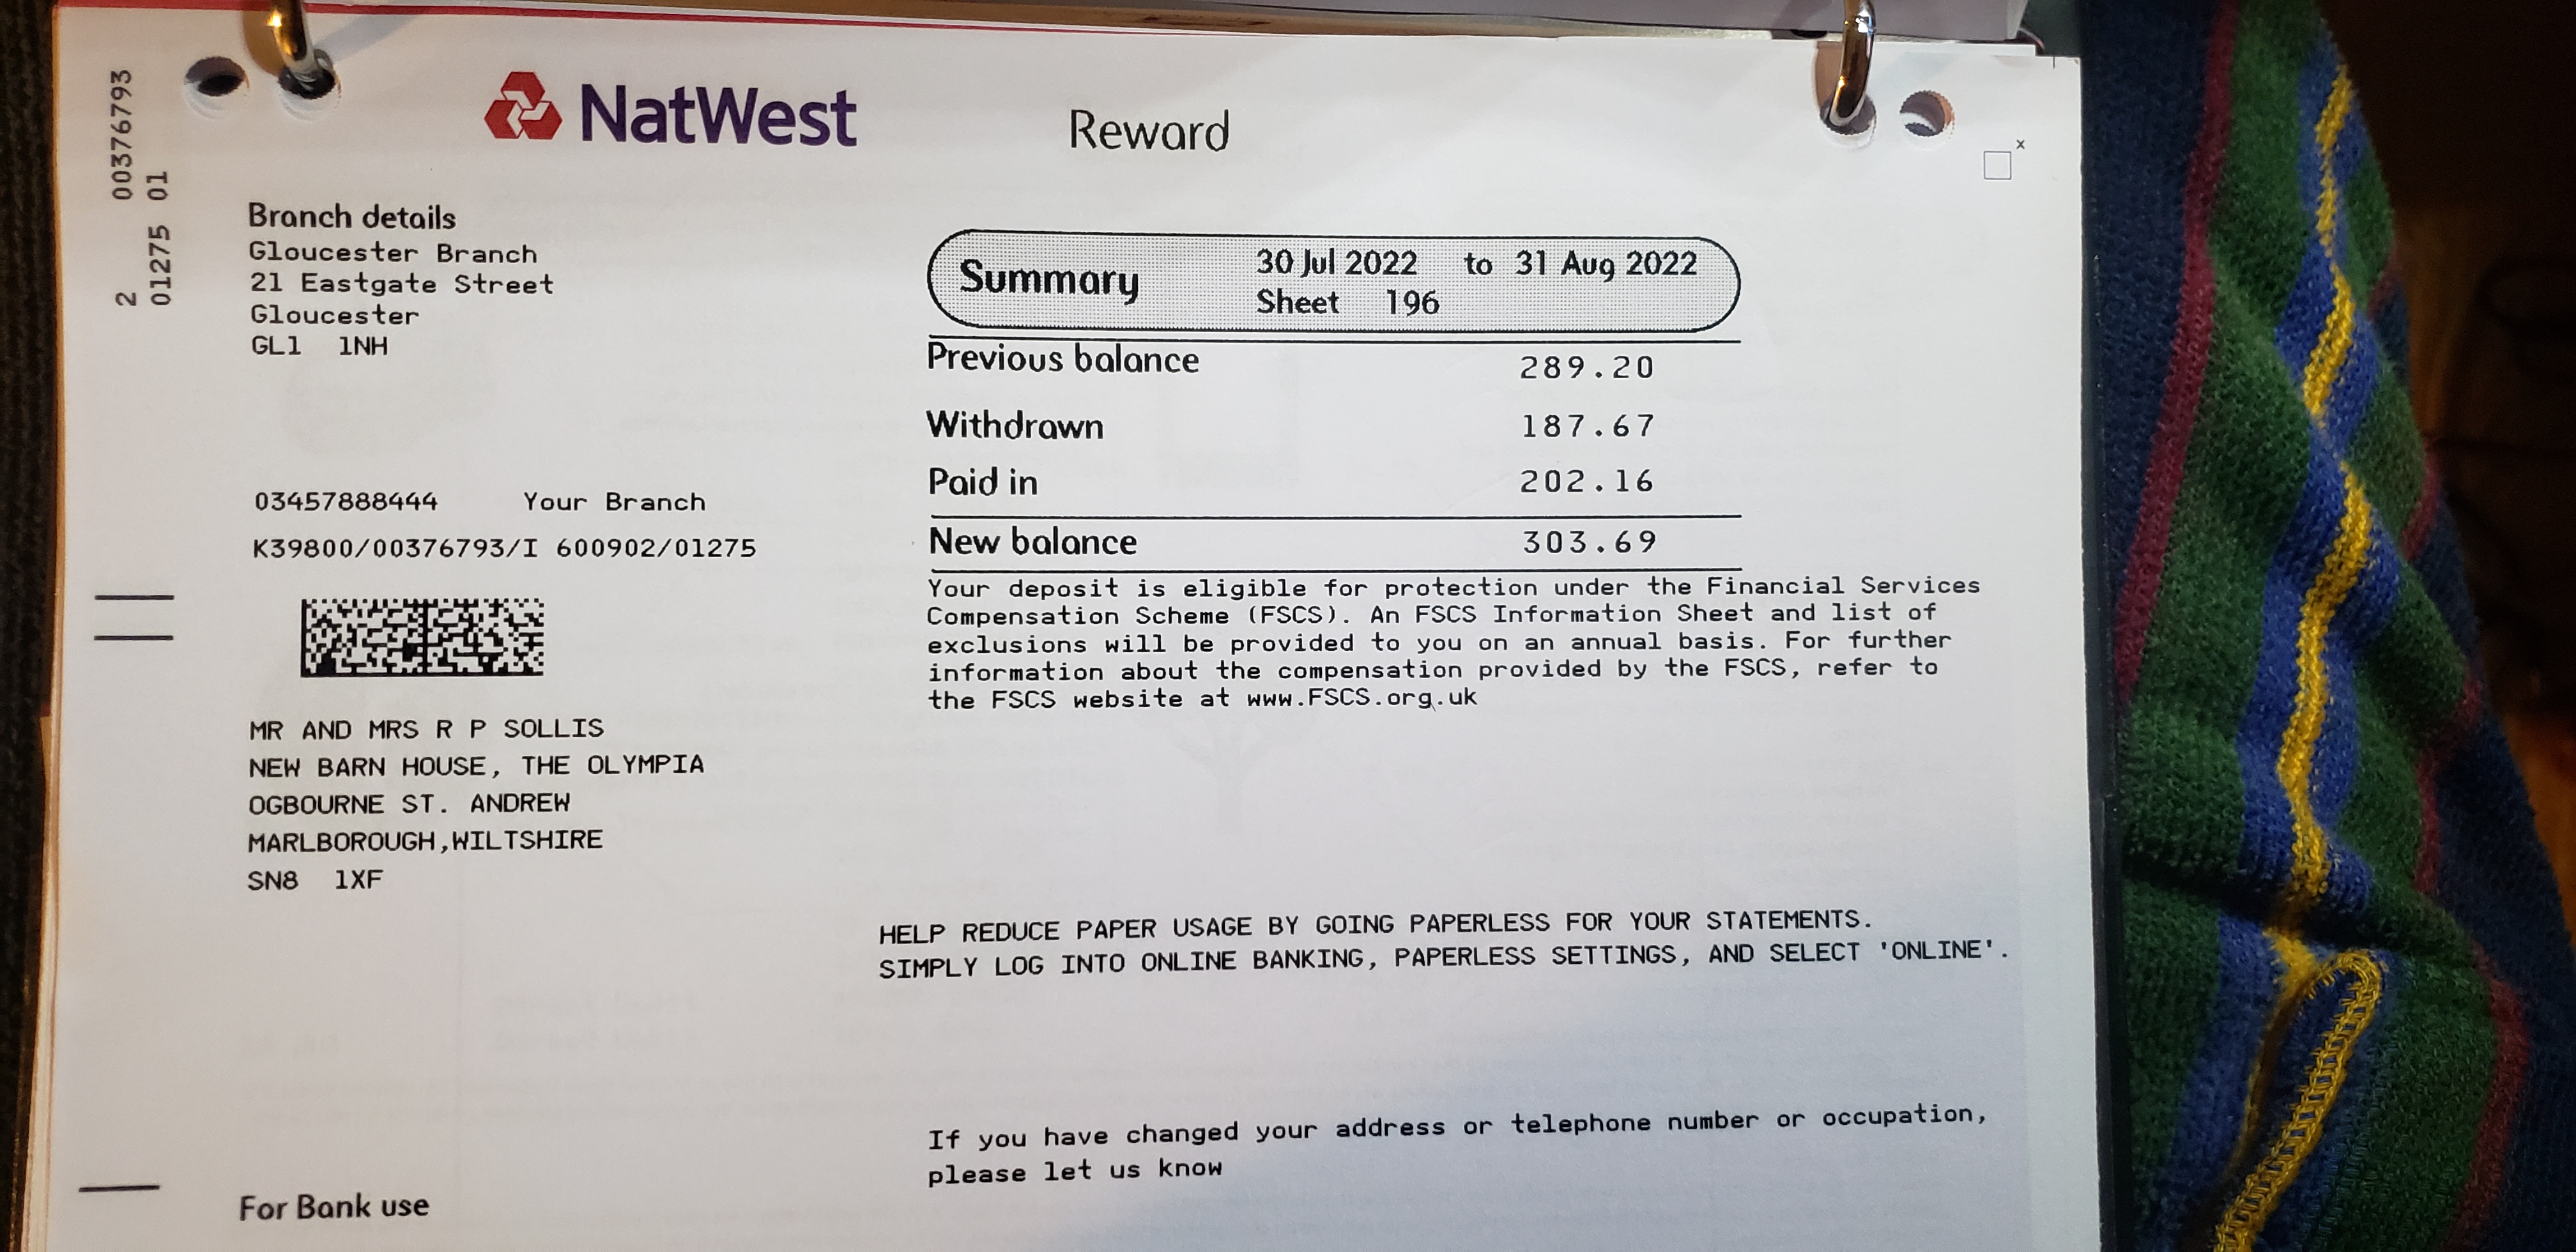 2 00376793
01275 01
NatWest
Reward
x
Branch details
Gloucester Branch
21 Eastgate Street
Gloucester
GL1 1NH
Summary
30 Jul 2022 to 31 Aug 2022
Sheet 196
Previous balance 289.20
Withdrawn 187.67
Paid in 202.16
New balance 303.69
Your deposit is eligible for protection under the Financial Services
Compensation Scheme (FSCS). An FSCS Information Sheet and list of
exclusions will be provided to you on an annual basis. For further
information about the compensation provided by the FSCS, refer to
the FSCS website at www.FSCS.org.uk
03457888444 Your Branch
K39800/00376793/I 600902/01275
MR AND MRS R P SOLLIS
NEW BARN HOUSE, THE OLYMPIA
OGBOURNE ST. ANDREW
MARLBOROUGH,WILTSHIRE
SN8 1XF
HELP REDUCE PAPER USAGE BY GOING PAPERLESS FOR YOUR STATEMENTS.
SIMPLY LOG INTO ONLINE BANKING, PAPERLESS SETTINGS, AND SELECT 'ONLINE'.
If you have changed your address or telephone number or occupation,
please let us know
For Bank use